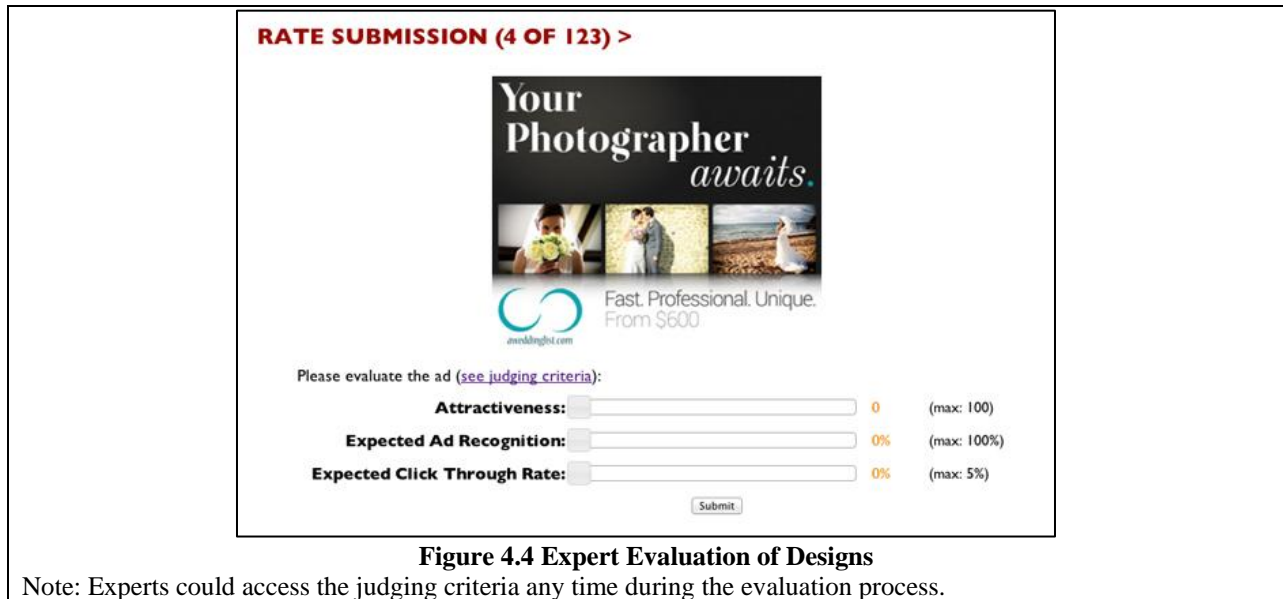 RATE SUBMISSION (4 OF 123) >
Your
Photographer
awaits.
Fast. Professional. Unique.
From $600
aweddinglist.com
Please evaluate the ad (see judging criteria):
Attractiveness: 0 (max: 100)
Expected Ad Recognition: 0% (max: 100%)
Expected Click Through Rate: 0% (max: 5%)
Submit
Figure 4.4 Expert Evaluation of Designs
Note: Experts could access the judging criteria any time during the evaluation process.